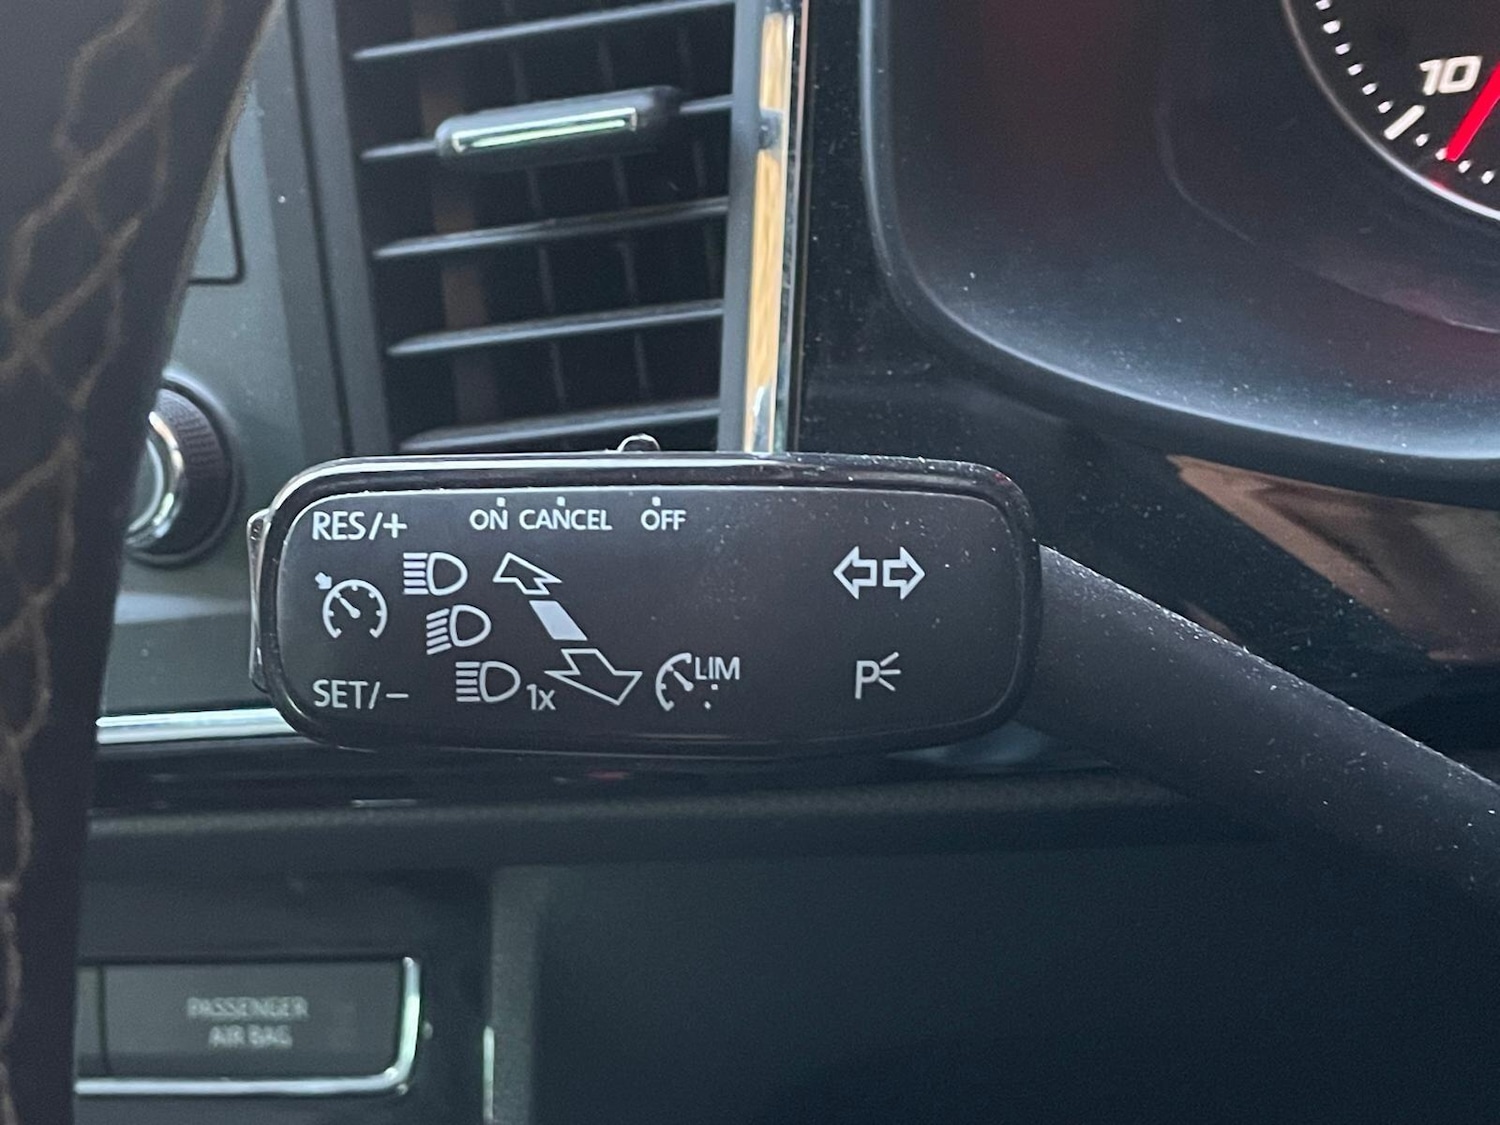 10
RES/+
ON CANCEL OFF
SET/−
1x
LIM
P
PASSENGER
AIR BAG